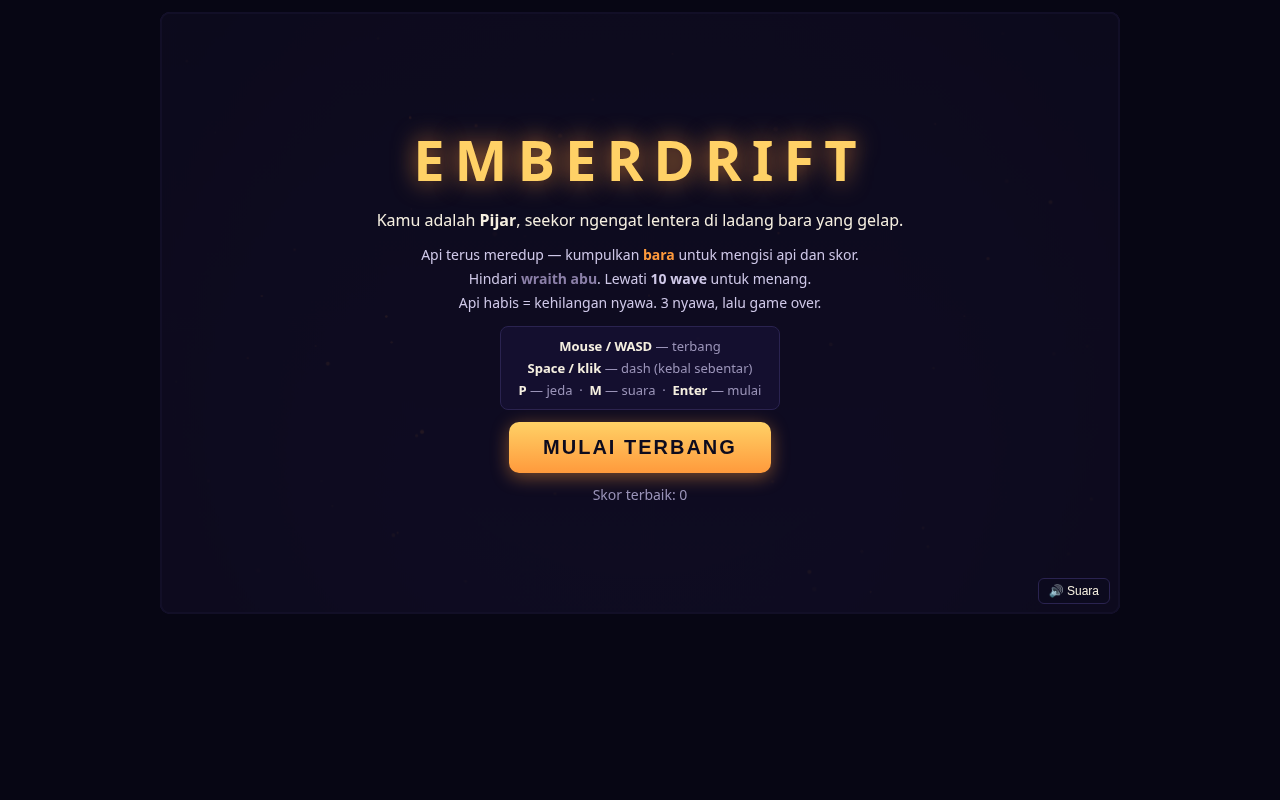 EMBERDRIFT
Kamu adalah Pijar, seekor ngengat lentera di ladang bara yang gelap.
Api terus meredup — kumpulkan bara untuk mengisi api dan skor.
Hindari wraith abu. Lewati 10 wave untuk menang.
Api habis = kehilangan nyawa. 3 nyawa, lalu game over.
Mouse / WASD — terbang
Space / klik — dash (kebal sebentar)
P — jeda · M — suara · Enter — mulai
MULAI TERBANG
Skor terbaik: 0
🔊 Suara